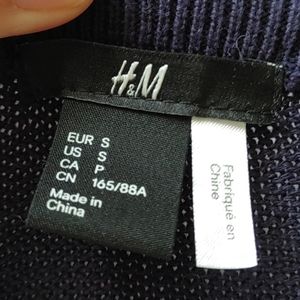 H&M
EUR S
US S
CA P
CN 165/88A
Made in
China
Fabriqué en
Chine